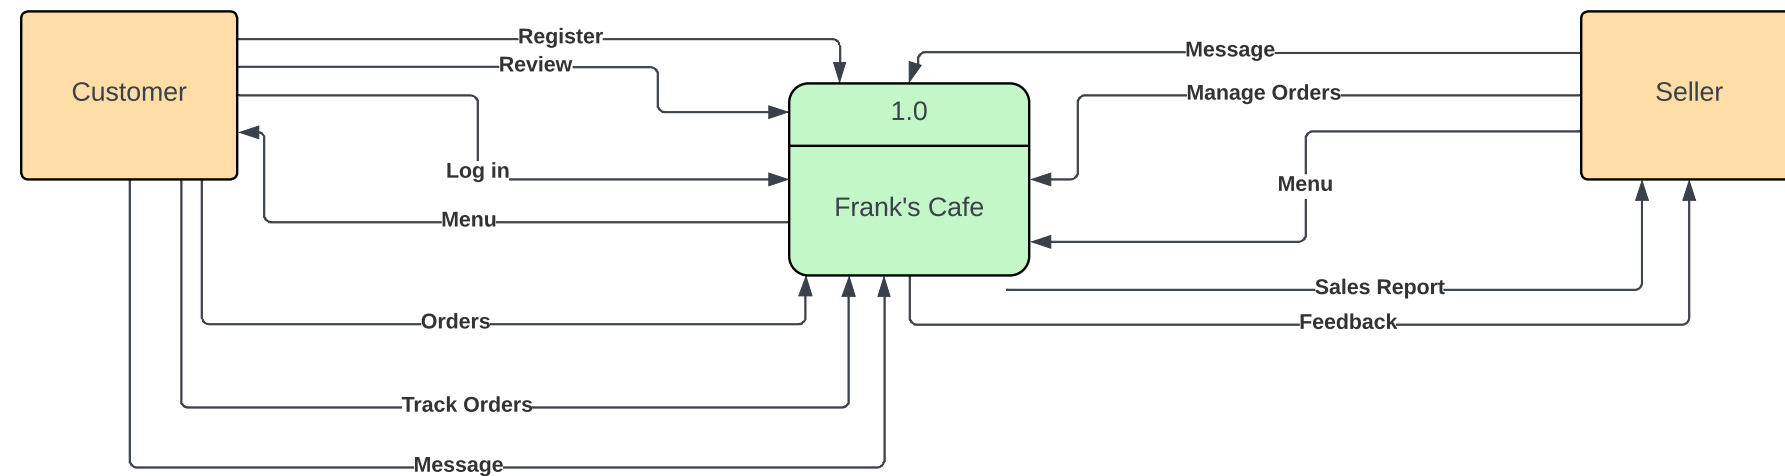 Register
Message
Review
Customer
Manage Orders
Seller
1.0
Log in
Menu
Menu
Frank's Cafe
Sales Report
Orders
Feedback
Track Orders
Message